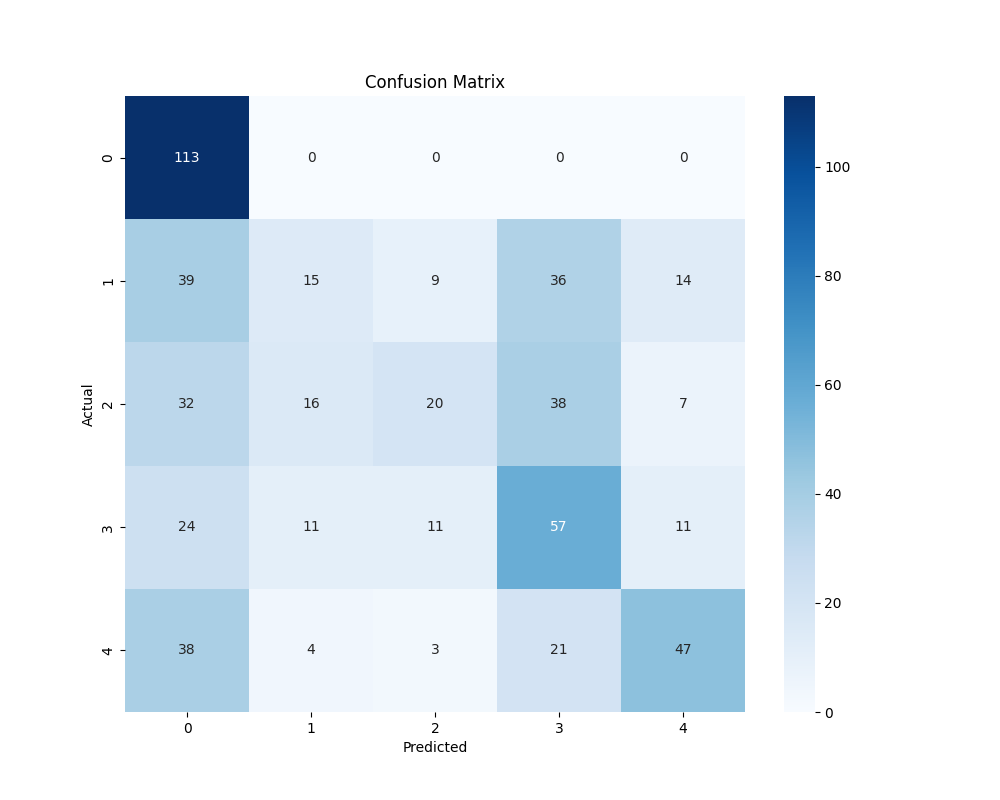 Confusion Matrix
0 113 0 0 0 0
1 39 15 9 36 14
2 32 16 20 38 7
3 24 11 11 57 11
4 38 4 3 21 47
0 1 2 3 4
Predicted
Actual
100
80
60
40
20
0